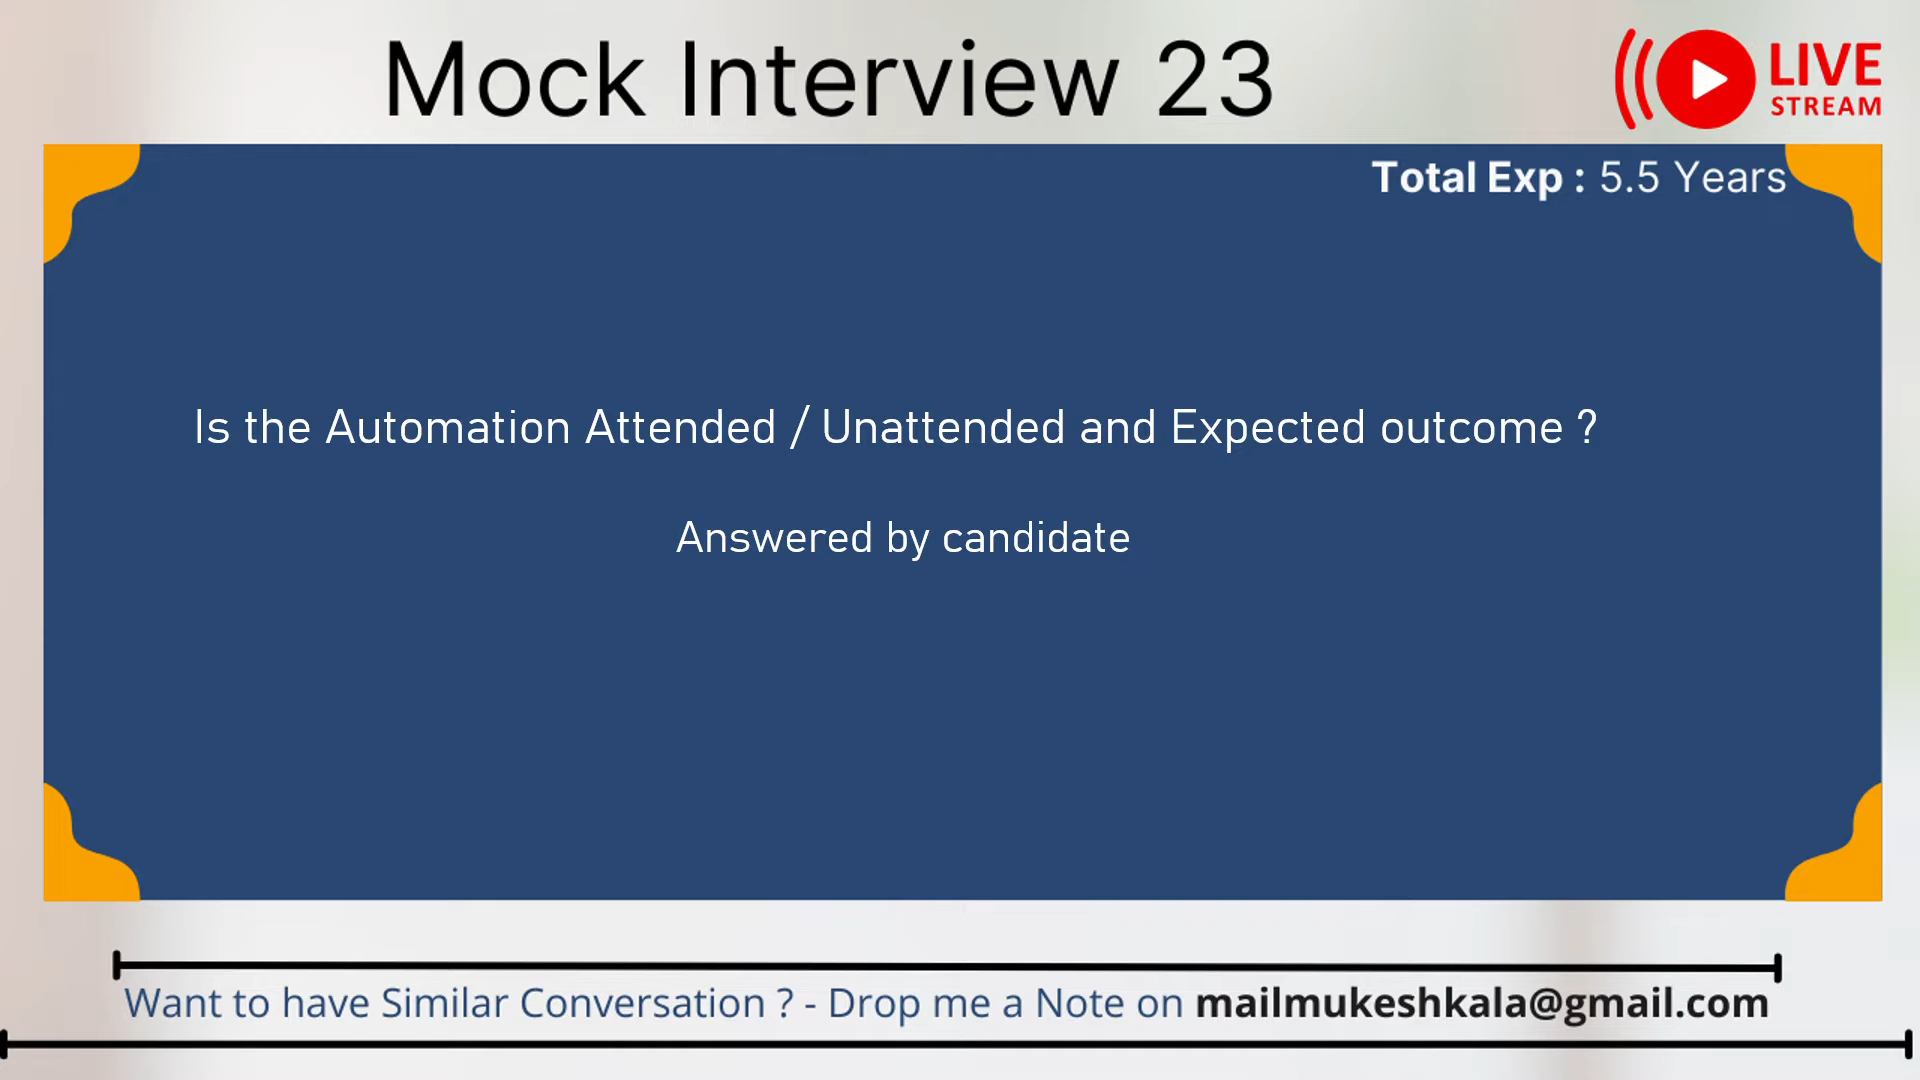 Mock Interview 23
LIVE
STREAM
Total Exp : 5.5 Years
Is the Automation Attended / Unattended and Expected outcome ?
Answered by candidate
Want to have Similar Conversation ? - Drop me a Note on mailmukeshkala@gmail.com